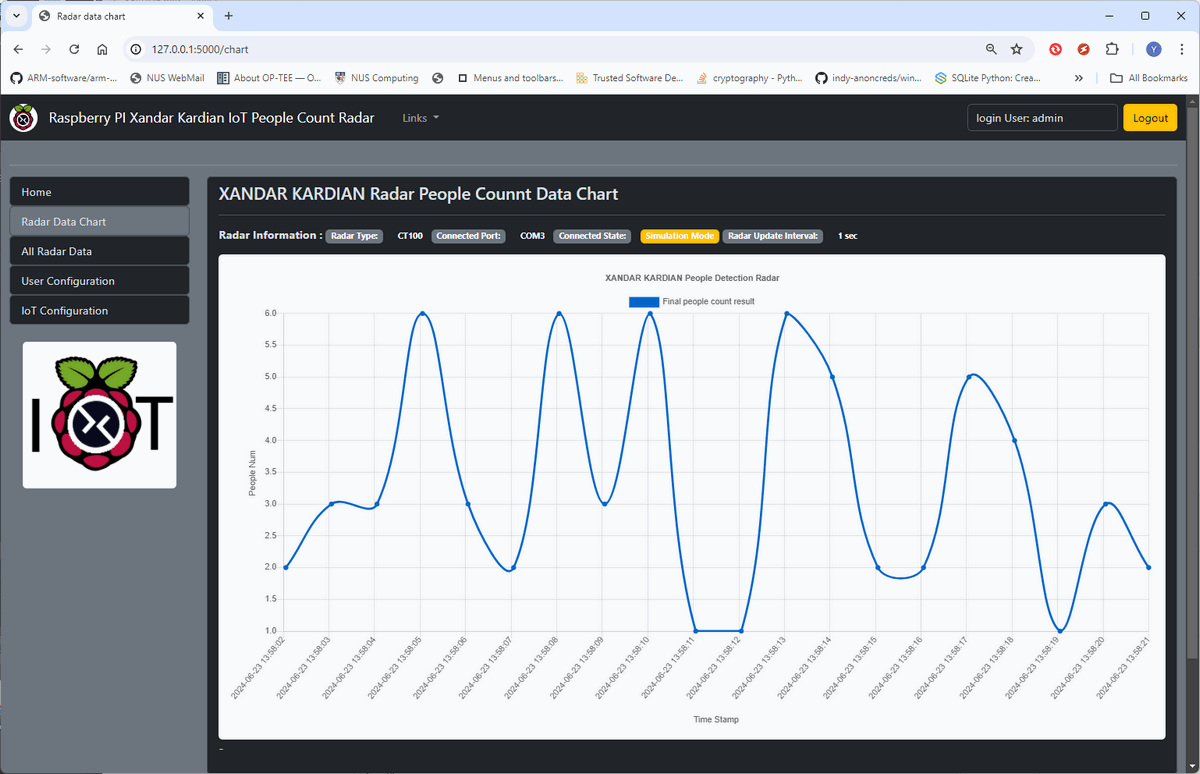 Radar data chart
127.0.0.1:5000/chart
Y
ARM-software/arm-... NUS WebMail About OP-TEE — O... NUS Computing Menus and toolbars... Trusted Software De... cryptography - Pyth... indy-anoncreds/win... SQLite Python: Crea... » All Bookmarks
Raspberry PI Xandar Kardian IoT People Count Radar Links login User: admin Logout
Home
Radar Data Chart
All Radar Data
User Configuration
IoT Configuration
IOT
XANDAR KARDIAN Radar People Counnt Data Chart
Radar Information : Radar Type: CT100 Connected Port: COM3 Connected State: Simulation Mode Radar Update Interval: 1 sec
XANDAR KARDIAN People Detection Radar
Final people count result
People Num
6.0
5.5
5.0
4.5
4.0
3.5
3.0
2.5
2.0
1.5
1.0
2024-06-23 13:58:02
2024-06-23 13:58:03
2024-06-23 13:58:04
2024-06-23 13:58:05
2024-06-23 13:58:06
2024-06-23 13:58:07
2024-06-23 13:58:08
2024-06-23 13:58:09
2024-06-23 13:58:10
2024-06-23 13:58:11
2024-06-23 13:58:12
2024-06-23 13:58:13
2024-06-23 13:58:14
2024-06-23 13:58:15
2024-06-23 13:58:16
2024-06-23 13:58:17
2024-06-23 13:58:18
2024-06-23 13:58:19
2024-06-23 13:58:20
2024-06-23 13:58:21
Time Stamp
-